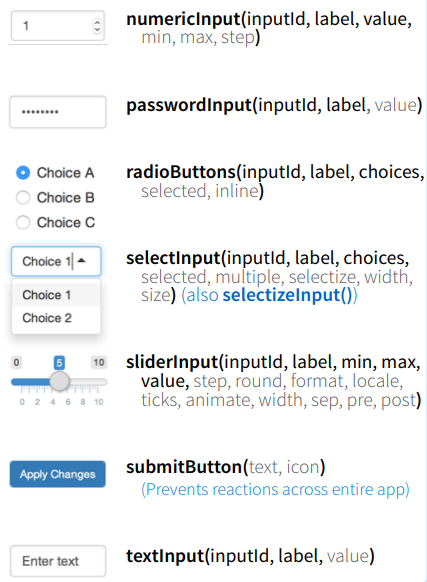 1
numericInput(inputId, label, value,
min, max, step)
••••••••
passwordInput(inputId, label, value)
Choice A
Choice B
Choice C
radioButtons(inputId, label, choices,
selected, inline)
Choice 1
Choice 1
Choice 2
selectInput(inputId, label, choices,
selected, multiple, selectize, width,
size) (also selectizeInput())
0 5 10
0 2 4 6 8 10
sliderInput(inputId, label, min, max,
value, step, round, format, locale,
ticks, animate, width, sep, pre, post)
Apply Changes
submitButton(text, icon)
(Prevents reactions across entire app)
Enter text
textInput(inputId, label, value)